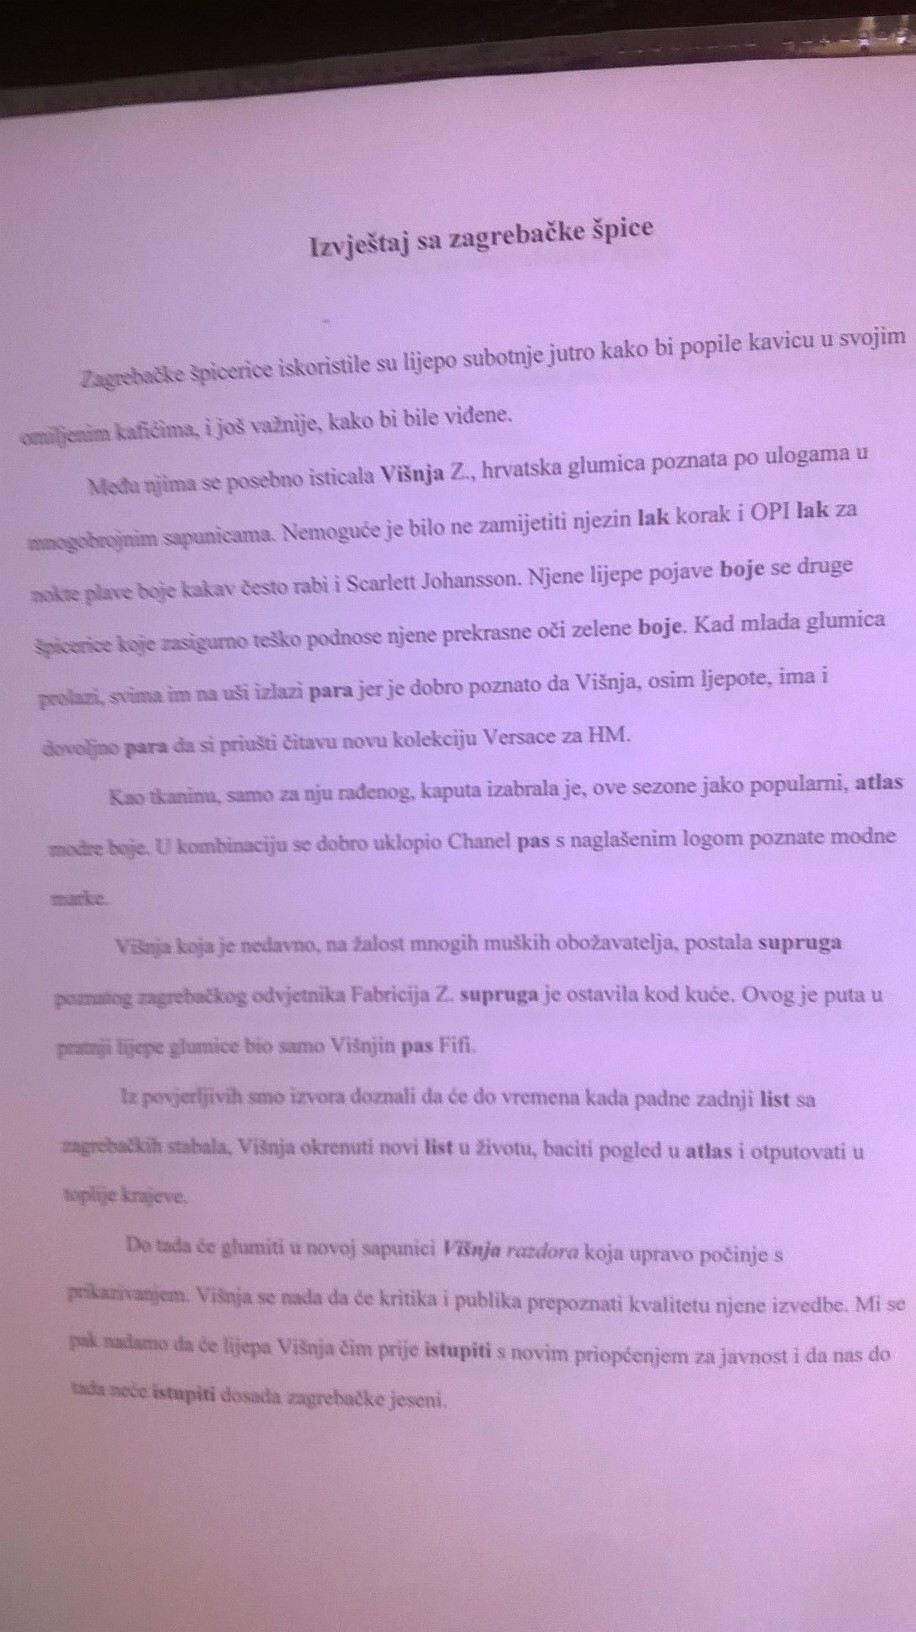 Izvještaj sa zagrebačke špice
Zagrebačke špicerice iskoristile su lijepo subotnje jutro kako bi popile kavicu u svojim
omiljenim kafićima, i još važnije, kako bi bile viđene.
Među njima se posebno isticala Višnja Z., hrvatska glumica poznata po ulogama u
mnogobrojnim sapunicama. Nemoguće je bilo ne zamijetiti njezin lak korak i OPI lak za
nokte plave boje kakav često rabi i Scarlett Johansson. Njene lijepe pojave boje se druge
špicerice koje zasigurno teško podnose njene prekrasne oči zelene boje. Kad mlada glumica
prolazi, svima im na uši izlazi para jer je dobro poznato da Višnja, osim ljepote, ima i
dovoljno para da si priušti čitavu novu kolekciju Versace za HM.
Kao tkaninu, samo za nju rađenog, kaputa izabrala je, ove sezone jako popularni, atlas
modre boje. U kombinaciju se dobro uklopio Chanel pas s naglašenim logom poznate modne
marke.
Višnja koja je nedavno, na žalost mnogih muških obožavatelja, postala supruga
poznatog zagrebačkog odvjetnika Fabricija Z. supruga je ostavila kod kuće. Ovog je puta u
pratnji lijepe glumice bio samo Višnjin pas Fifi.
Iz povjerljivih smo izvora doznali da će do vremena kada padne zadnji list sa
zagrebačkih stabala, Višnja okrenuti novi list u životu, baciti pogled u atlas i otputovati u
toplije krajeve.
Do tada će glumiti u novoj sapunici Višnja razdora koja upravo počinje s
prikazivanjem. Višnja se nada da će kritika i publika prepoznati kvalitetu njene izvedbe. Mi se
pak nadamo da će lijepa Višnja čim prije istupiti s novim priopćenjem za javnost i da nas do
tada neće istupiti dosada zagrebačke jeseni.